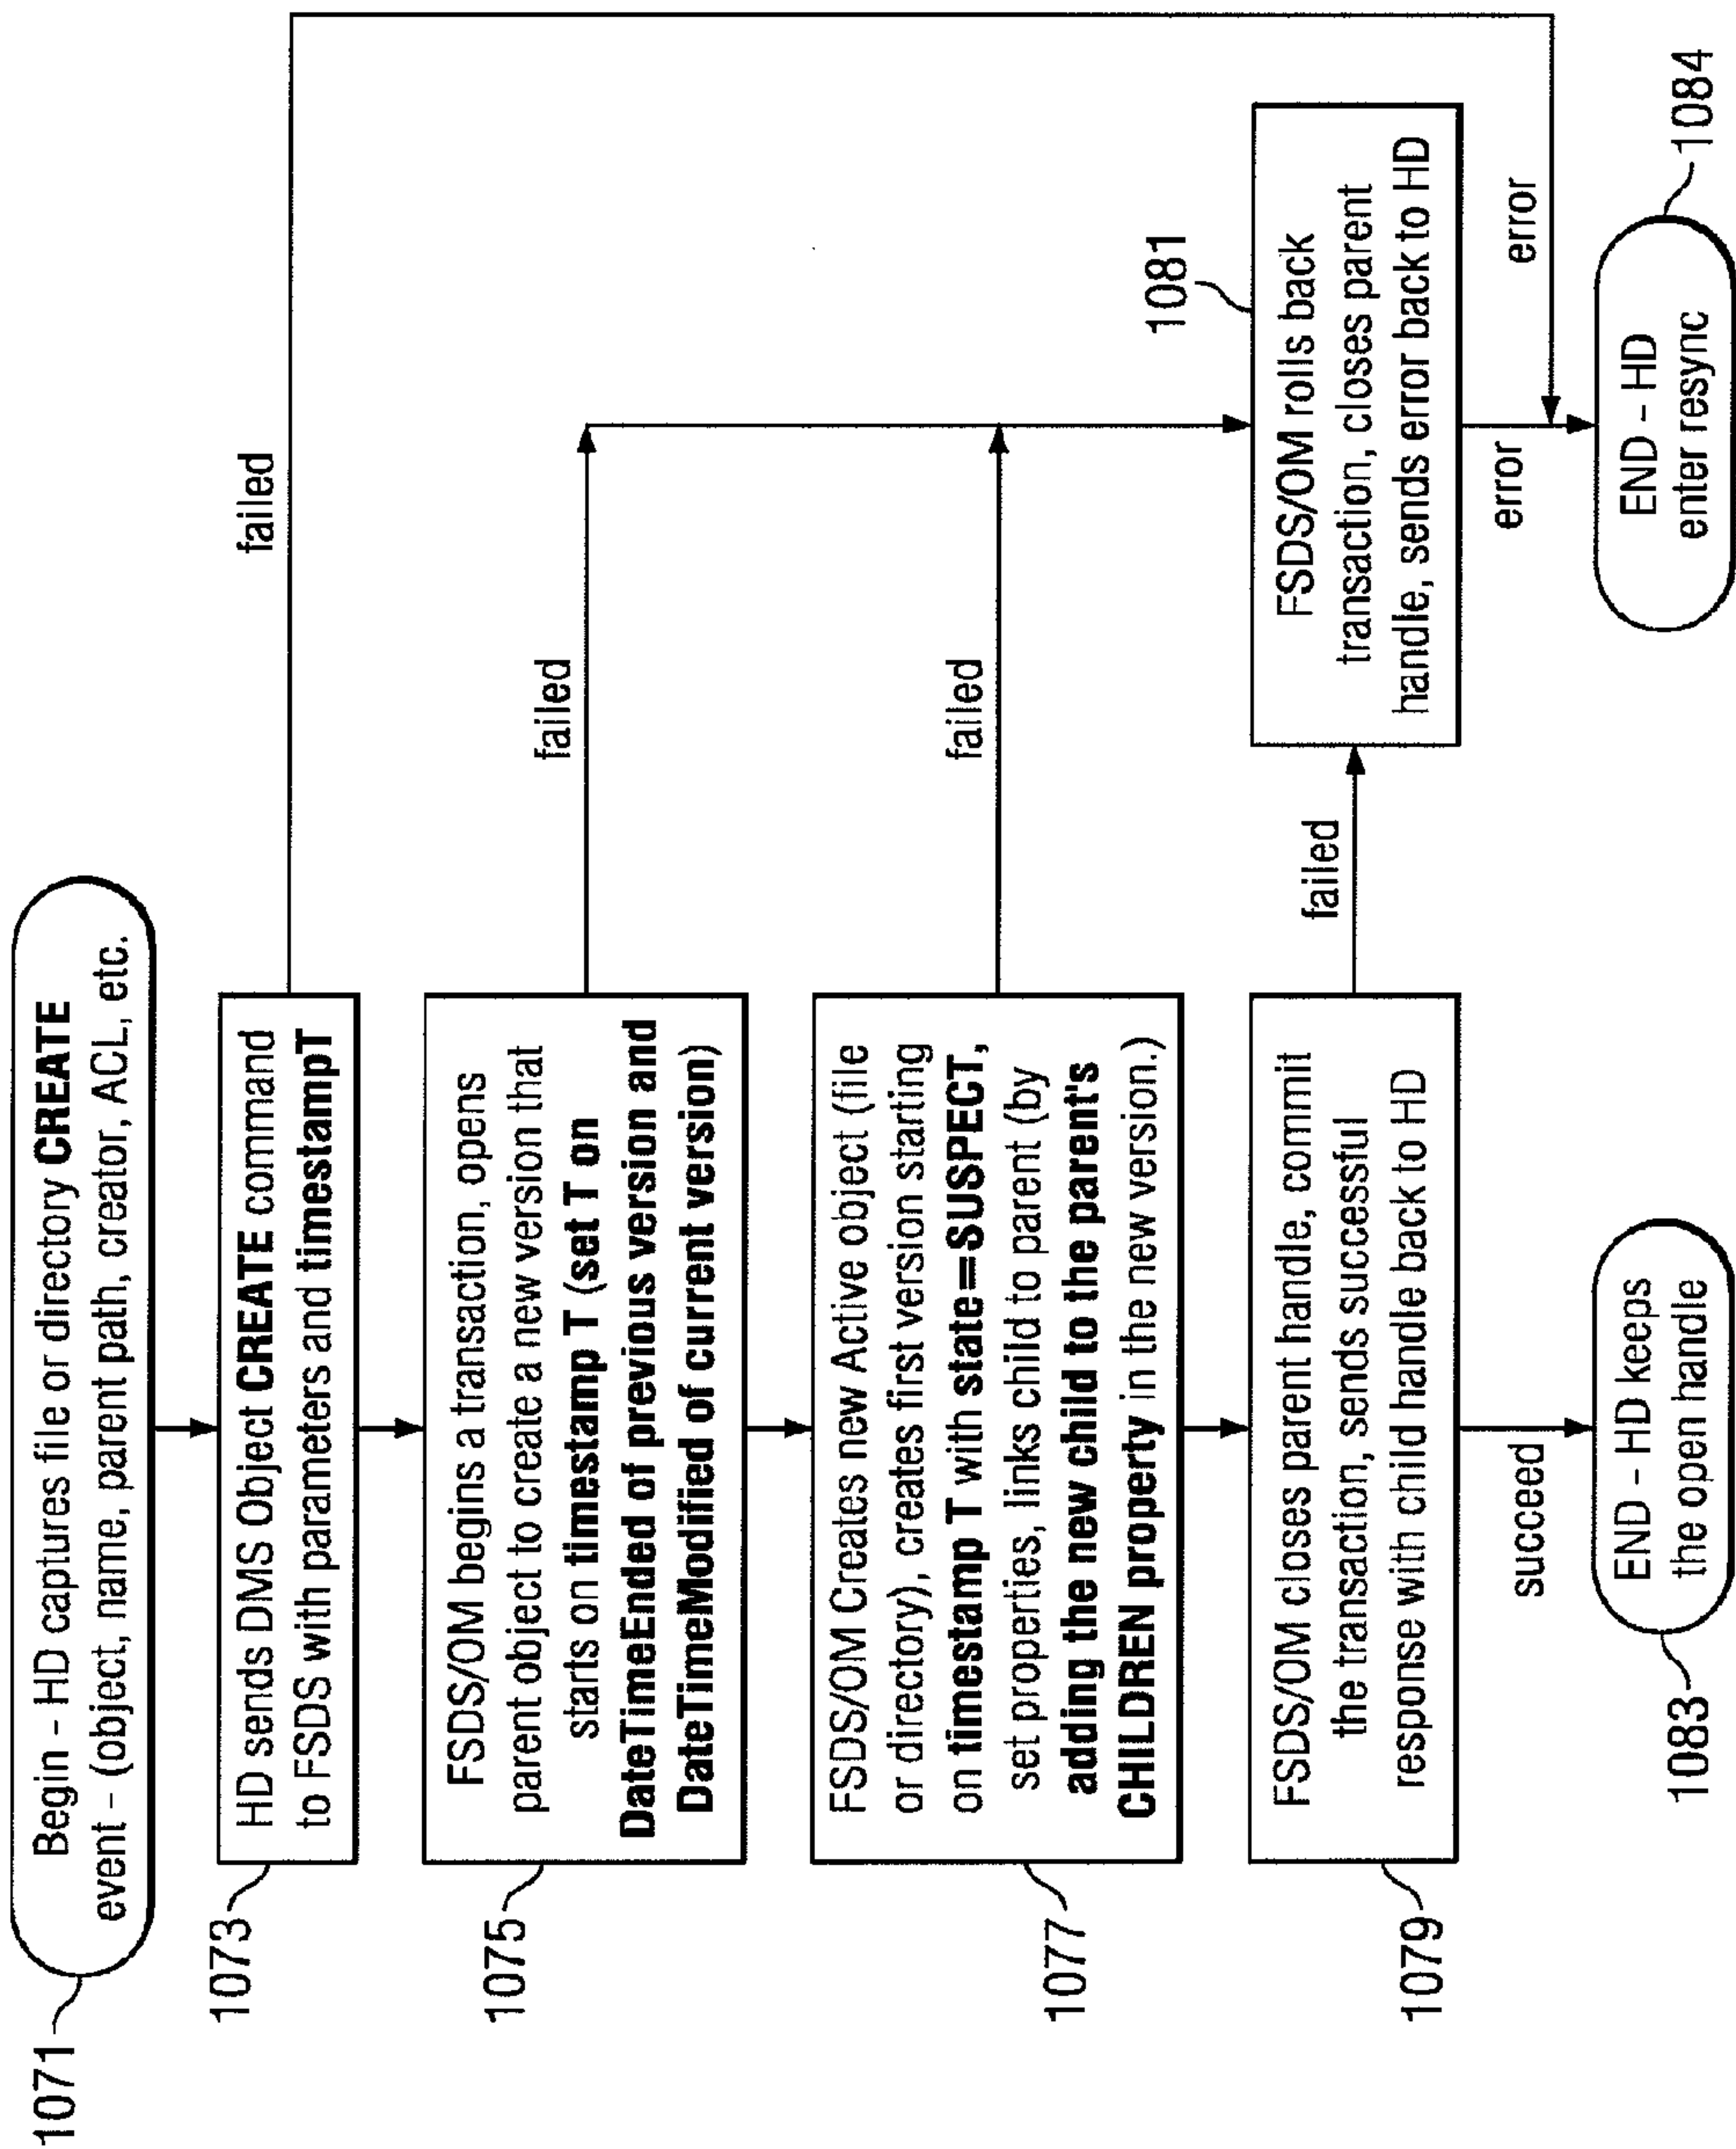 1071
Begin - HD captures file or directory CREATE
event - (object, name, parent path, creator, ACL, etc.
1073
HD sends DMS Object CREATE command
to FSDS with parameters and timestampT
failed
1075
FSDS/OM begins a transaction, opens
parent object to create a new version that
starts on timestamp T (set T on
DateTimeEnded of previous version and
DateTimeModified of current version)
failed
1077
FSDS/OM Creates new Active object (file
or directory), creates first version starting
on timestamp T with state==SUSPECT,
set properties, links child to parent (by
adding the new child to the parent's
CHILDREN property in the new version.)
failed
1079
FSDS/OM closes parent handle, commit
the transaction, sends successful
response with child handle back to HD
failed
1081
FSDS/OM rolls back
transaction, closes parent
handle, sends error back to HD
succeed
error
error
1083
END - HD keeps
the open handle
END - HD
enter resync
1084